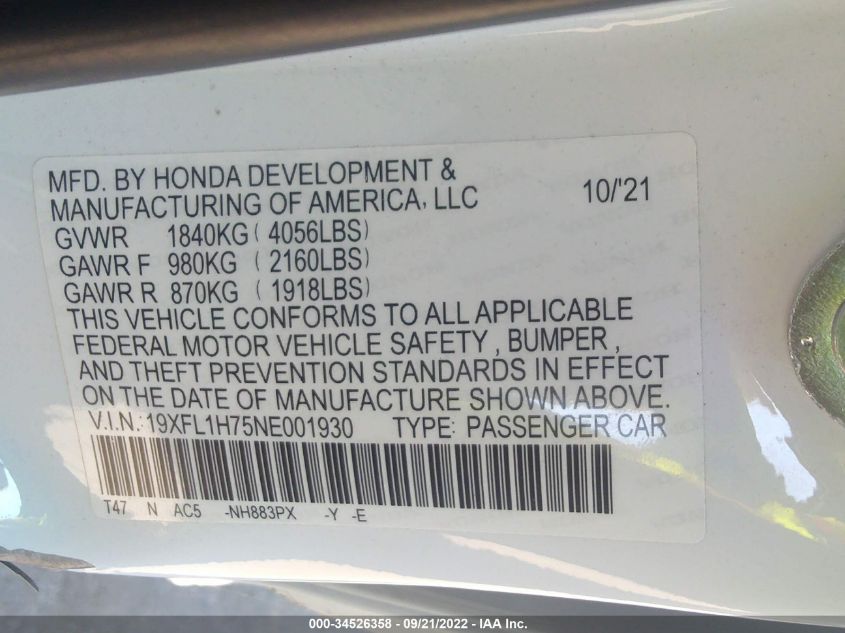 MFD. BY HONDA DEVELOPMENT &
MANUFACTURING OF AMERICA, LLC 10/'21
GVWR 1840KG ( 4056LBS)
GAWR F 980KG ( 2160LBS)
GAWR R 870KG ( 1918LBS)
THIS VEHICLE CONFORMS TO ALL APPLICABLE
FEDERAL MOTOR VEHICLE SAFETY , BUMPER ,
AND THEFT PREVENTION STANDARDS IN EFFECT
ON THE DATE OF MANUFACTURE SHOWN ABOVE.
V.I.N.: 19XFL1H75NE001930 TYPE: PASSENGER CAR
T47 N AC5 -NH883PX -Y -E
000-34526358 - 09/21/2022 - IAA Inc.